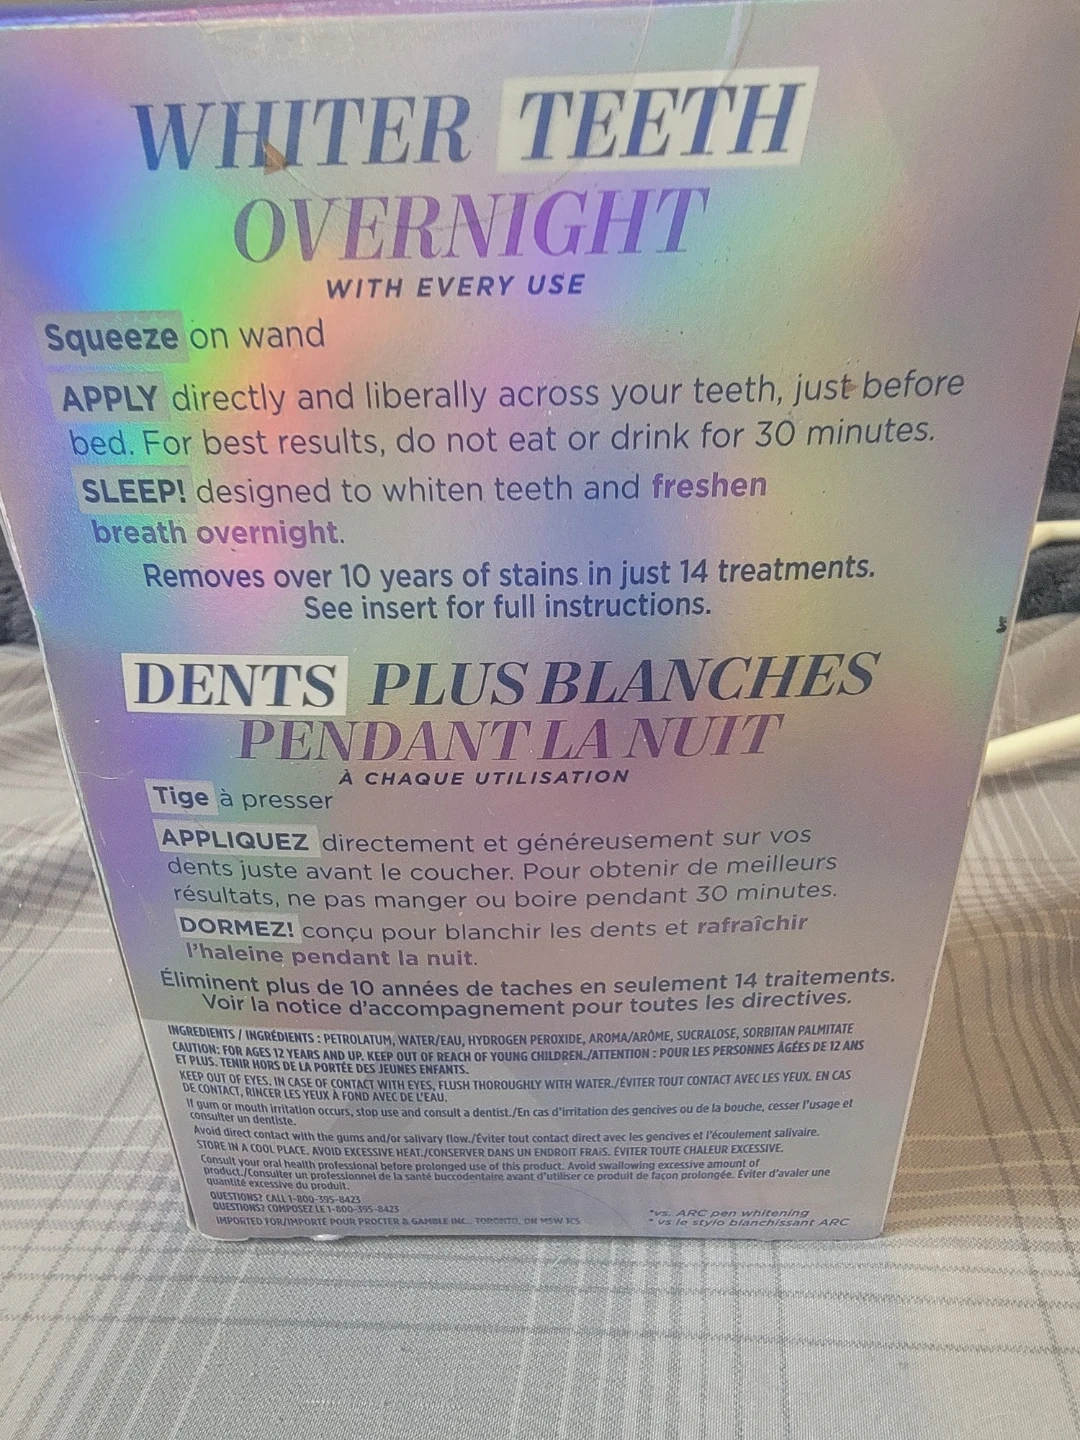 WHITER TEETH
OVERNIGHT
WITH EVERY USE
Squeeze on wand
APPLY directly and liberally across your teeth, just before
bed. For best results, do not eat or drink for 30 minutes.
SLEEP! designed to whiten teeth and freshen
breath overnight.
Removes over 10 years of stains in just 14 treatments.
See insert for full instructions.
DENTS PLUS BLANCHES
PENDANT LA NUIT
À CHAQUE UTILISATION
Tige à presser
APPLIQUEZ directement et généreusement sur vos
dents juste avant le coucher. Pour obtenir de meilleurs
résultats, ne pas manger ou boire pendant 30 minutes.
DORMEZ! conçu pour blanchir les dents et rafraîchir
l'haleine pendant la nuit.
Éliminent plus de 10 années de taches en seulement 14 traitements.
Voir la notice d'accompagnement pour toutes les directives.
INGREDIENTS / INGRÉDIENTS : PETROLATUM, WATER/EAU, HYDROGEN PEROXIDE, AROMA/ARÔME, SUCRALOSE, SORBITAN PALMITATE
CAUTION: FOR AGES 12 YEARS AND UP. KEEP OUT OF REACH OF YOUNG CHILDREN./ATTENTION : POUR LES PERSONNES ÂGÉES DE 12 ANS
ET PLUS. TENIR HORS DE LA PORTÉE DES JEUNES ENFANTS.
KEEP OUT OF EYES. IN CASE OF CONTACT WITH EYES, FLUSH THOROUGHLY WITH WATER./ÉVITER TOUT CONTACT AVEC LES YEUX. EN CAS
DE CONTACT, RINCER LES YEUX À FOND AVEC DE L'EAU.
If gum or mouth irritation occurs, stop use and consult a dentist./En cas d'irritation des gencives ou de la bouche, cesser l'usage et
consulter un dentiste.
Avoid direct contact with the gums and/or salivary flow./Éviter tout contact direct avec les gencives et l'écoulement salivaire.
STORE IN A COOL PLACE. AVOID EXCESSIVE HEAT./CONSERVER DANS UN ENDROIT FRAIS. ÉVITER TOUTE CHALEUR EXCESSIVE.
Consult your oral health professional before prolonged use of this product. Avoid swallowing excessive amount of
product./Consulter un professionnel de la santé buccodentaire avant d'utiliser ce produit de façon prolongée. Éviter d'avaler une
quantité excessive du produit.
QUESTIONS? CALL 1-800-395-8423
QUESTIONS? COMPOSEZ LE 1-800-395-8423
IMPORTED FOR/IMPORTÉ POUR PROCTER & GAMBLE INC., TORONTO, ON M5W 1C5
*vs. ARC pen whitening
* vs le stylo blanchissant ARC